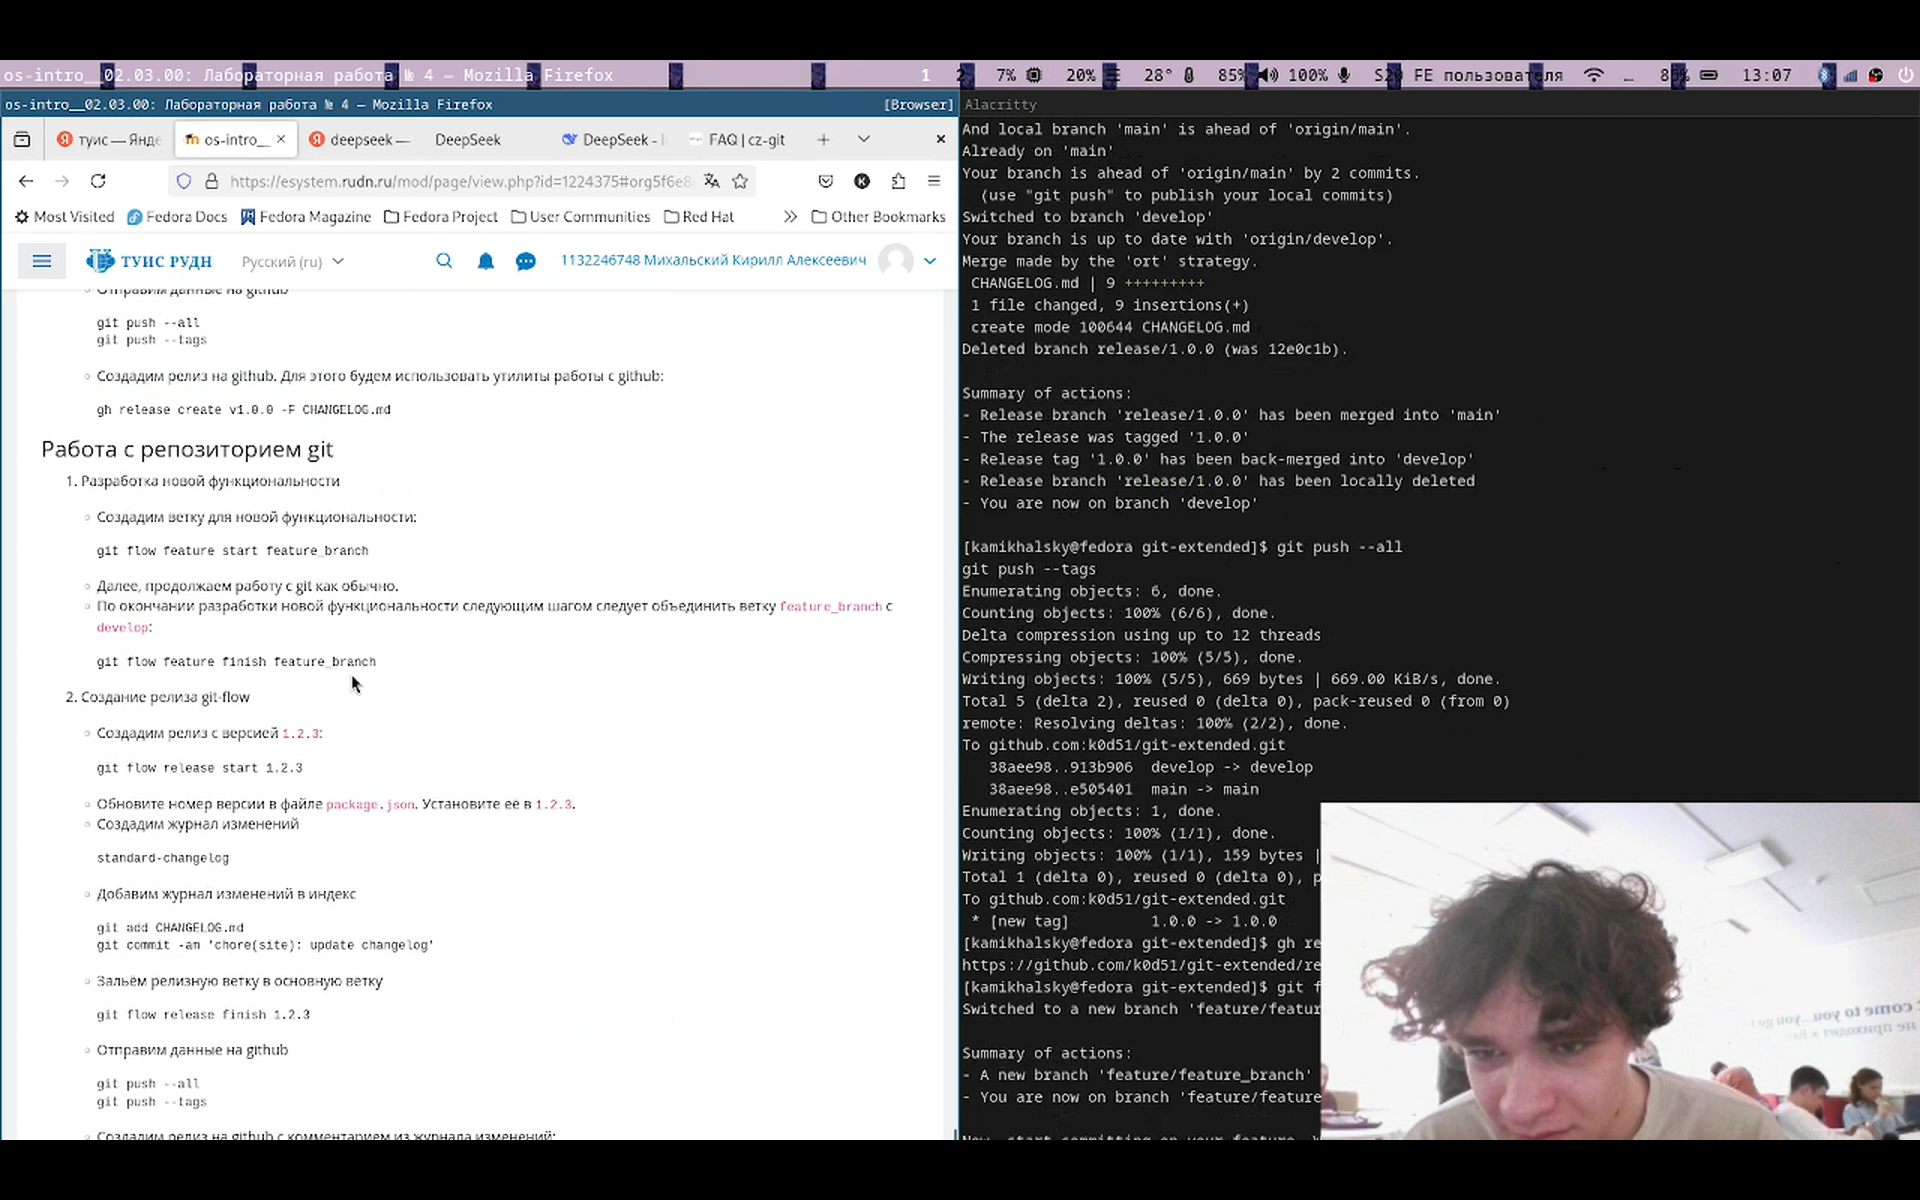 os-intro__02.03.00: Лабораторная работа № 4 — Mozilla Firefox
1 2 7% 20% 28° 85% 100% S20 FE пользователя … 13:07
os-intro__02.03.00: Лабораторная работа № 4 — Mozilla Firefox [Browser]
туис — Янде
os-intro__
deepseek —
DeepSeek
DeepSeek -
FAQ | cz-git
https://esystem.rudn.ru/mod/page/view.php?id=1224375#org5f6e8
Most Visited Fedora Docs Fedora Magazine Fedora Project User Communities Red Hat Other Bookmarks
ТУИС РУДН Русский (ru) 1132246748 Михальский Кирилл Алексеевич
Отправим данные на github
git push --all
git push --tags
Создадим релиз на github. Для этого будем использовать утилиты работы с github:
gh release create v1.0.0 -F CHANGELOG.md
Работа с репозиторием git
1. Разработка новой функциональности
Создадим ветку для новой функциональности:
git flow feature start feature_branch
Далее, продолжаем работу c git как обычно.
По окончании разработки новой функциональности следующим шагом следует объединить ветку feature_branch c
develop:
git flow feature finish feature_branch
2. Создание релиза git-flow
Создадим релиз с версией 1.2.3:
git flow release start 1.2.3
Обновите номер версии в файле package.json. Установите её в 1.2.3.
Создадим журнал изменений
standard-changelog
Добавим журнал изменений в индекс
git add CHANGELOG.md
git commit -am 'chore(site): update changelog'
Зальём релизную ветку в основную ветку
git flow release finish 1.2.3
Отправим данные на github
git push --all
git push --tags
Создадим релиз на github с комментарием из журнала изменений:
Alacritty
And local branch 'main' is ahead of 'origin/main'.
Already on 'main'
Your branch is ahead of 'origin/main' by 2 commits.
(use "git push" to publish your local commits)
Switched to branch 'develop'
Your branch is up to date with 'origin/develop'.
Merge made by the 'ort' strategy.
CHANGELOG.md | 9 +++++++++
1 file changed, 9 insertions(+)
create mode 100644 CHANGELOG.md
Deleted branch release/1.0.0 (was 12e0c1b).
Summary of actions:
- Release branch 'release/1.0.0' has been merged into 'main'
- The release was tagged '1.0.0'
- Release tag '1.0.0' has been back-merged into 'develop'
- Release branch 'release/1.0.0' has been locally deleted
- You are now on branch 'develop'
[kamikhalsky@fedora git-extended]$ git push --all
git push --tags
Enumerating objects: 6, done.
Counting objects: 100% (6/6), done.
Delta compression using up to 12 threads
Compressing objects: 100% (5/5), done.
Writing objects: 100% (5/5), 669 bytes | 669.00 KiB/s, done.
Total 5 (delta 2), reused 0 (delta 0), pack-reused 0 (from 0)
remote: Resolving deltas: 100% (2/2), done.
To github.com:k0d51/git-extended.git
38aee98..913b906 develop -> develop
38aee98..e505401 main -> main
Enumerating objects: 1, done.
Counting objects: 100% (1/1), done.
Writing objects: 100% (1/1), 159 bytes |
Total 1 (delta 0), reused 0 (delta 0), p
To github.com:k0d51/git-extended.git
* [new tag] 1.0.0 -> 1.0.0
[kamikhalsky@fedora git-extended]$ gh re
https://github.com/k0d51/git-extended/re
[kamikhalsky@fedora git-extended]$ git f
Switched to a new branch 'feature/featur
Summary of actions:
- A new branch 'feature/feature_branch'
- You are now on branch 'feature/feature
Now, start committing on your feature.